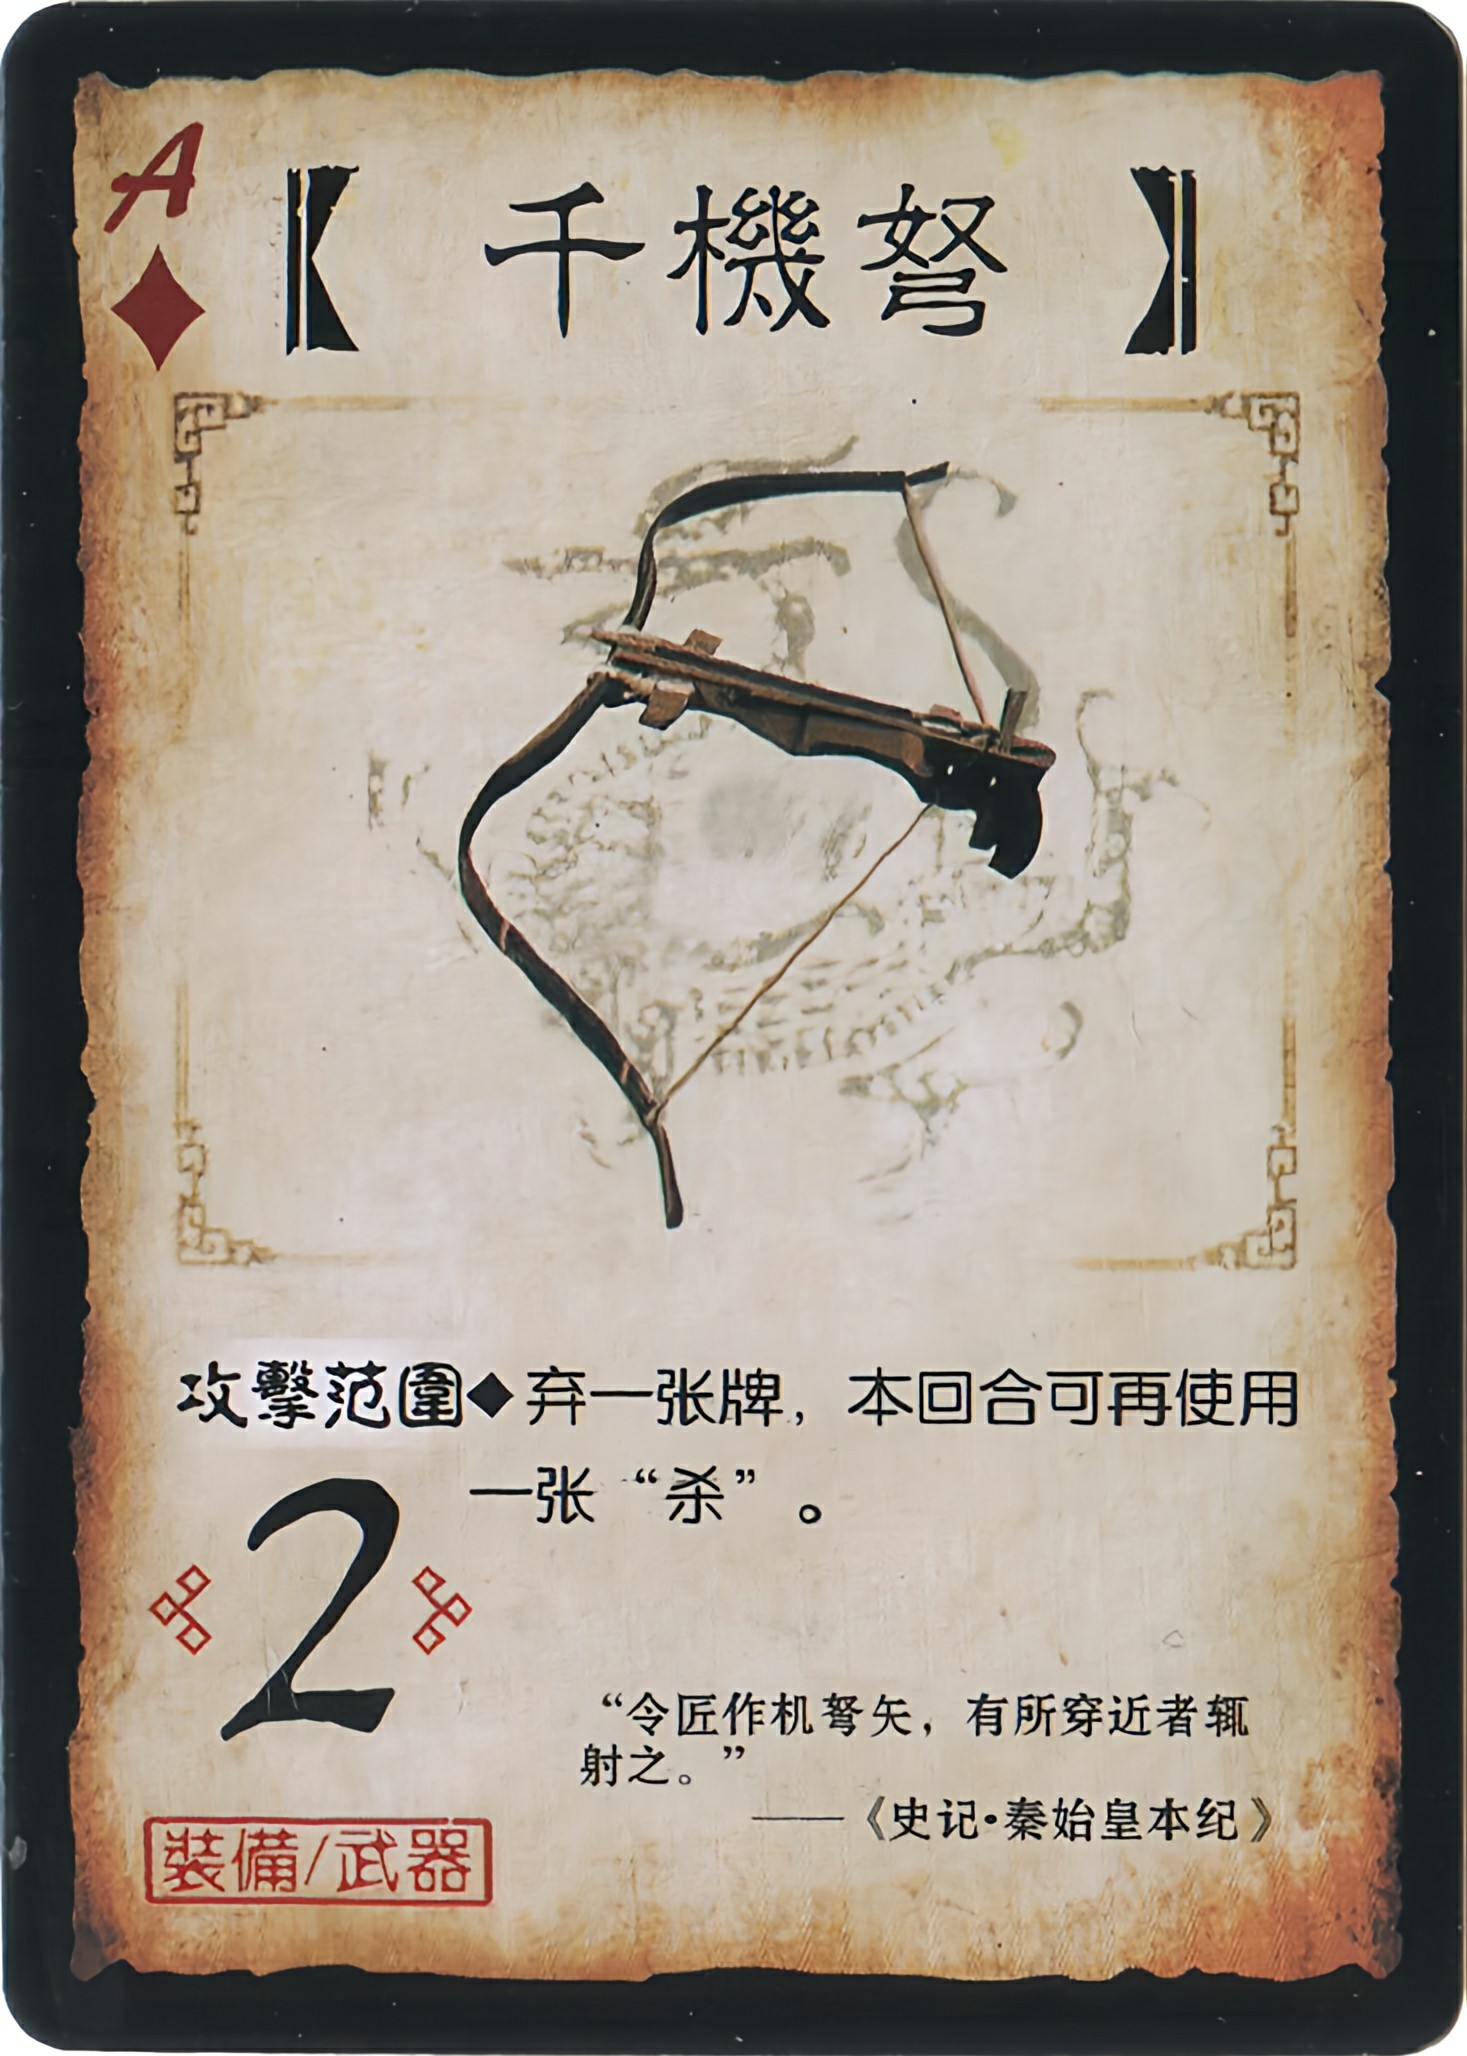 A
【千機弩】
攻擊范圍◆弃一张牌，本回合可再使用
一张“杀”。
2
“令匠作机弩矢，有所穿近者辄
射之。”
——《史记·秦始皇本纪》
裝備/武器